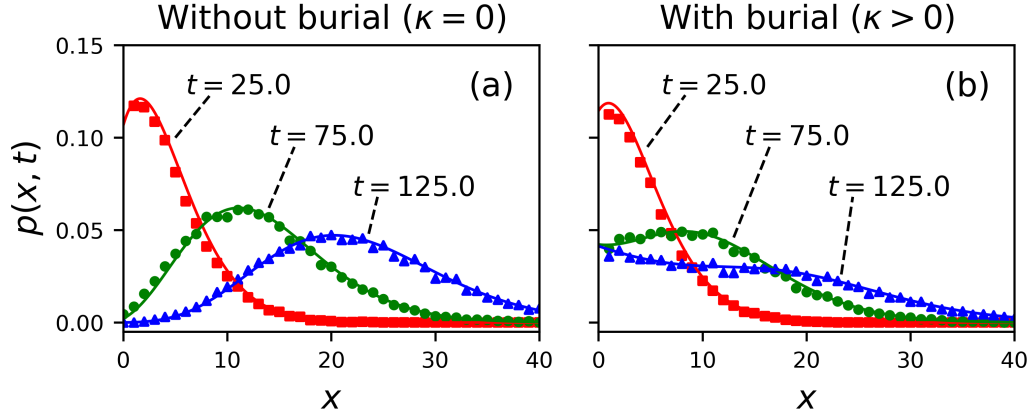 Without burial (κ = 0)
With burial (κ > 0)
0.15
0.10
0.05
0.00
p(x, t)
t = 25.0
(a)
t = 75.0
t = 125.0
0 10 20 30 40
x
t = 25.0
(b)
t = 75.0
t = 125.0
0 10 20 30 40
x